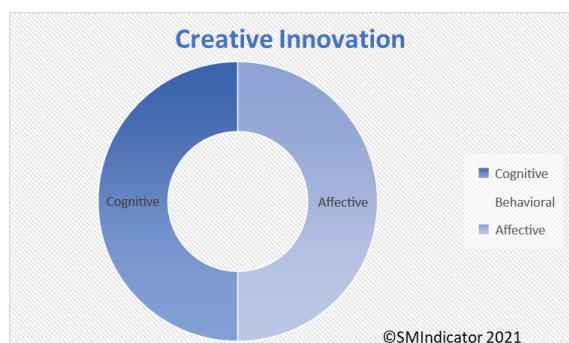 Creative Innovation
Cognitive
Affective
Cognitive
Behavioral
Affective
©SMIndicator 2021